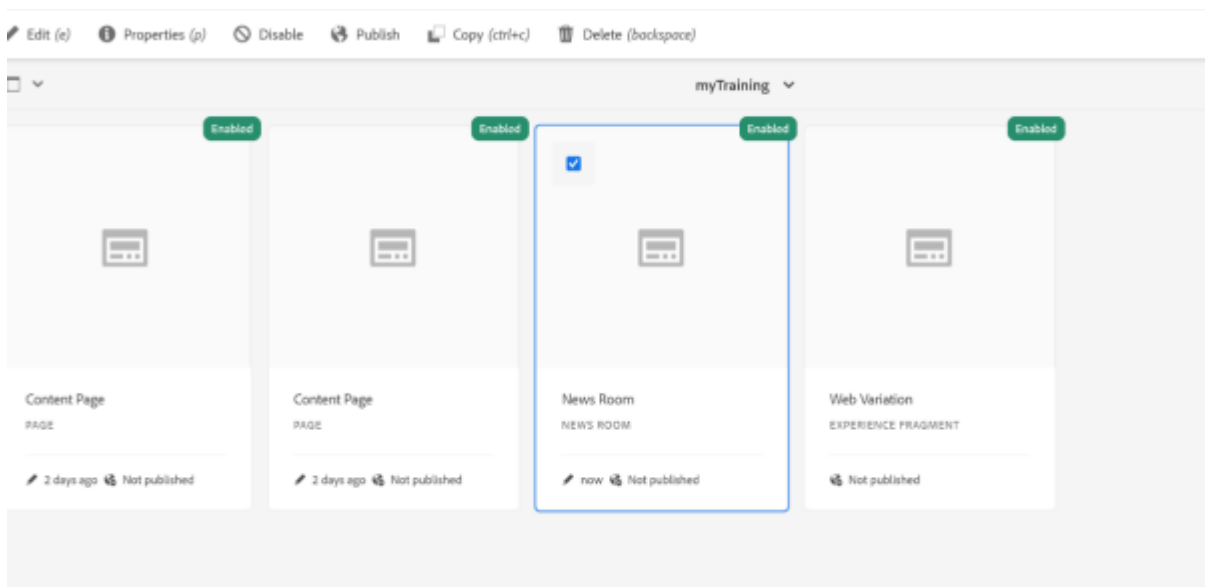 Edit (e) Properties (p) Disable Publish Copy (ctrl+c) Delete (backspace)
myTraining
Enabled Enabled Enabled Enabled
Content Page Content Page News Room Web Variation
PAGE PAGE NEWS ROOM EXPERIENCE FRAGMENT
2 days ago Not published 2 days ago Not published now Not published Not published